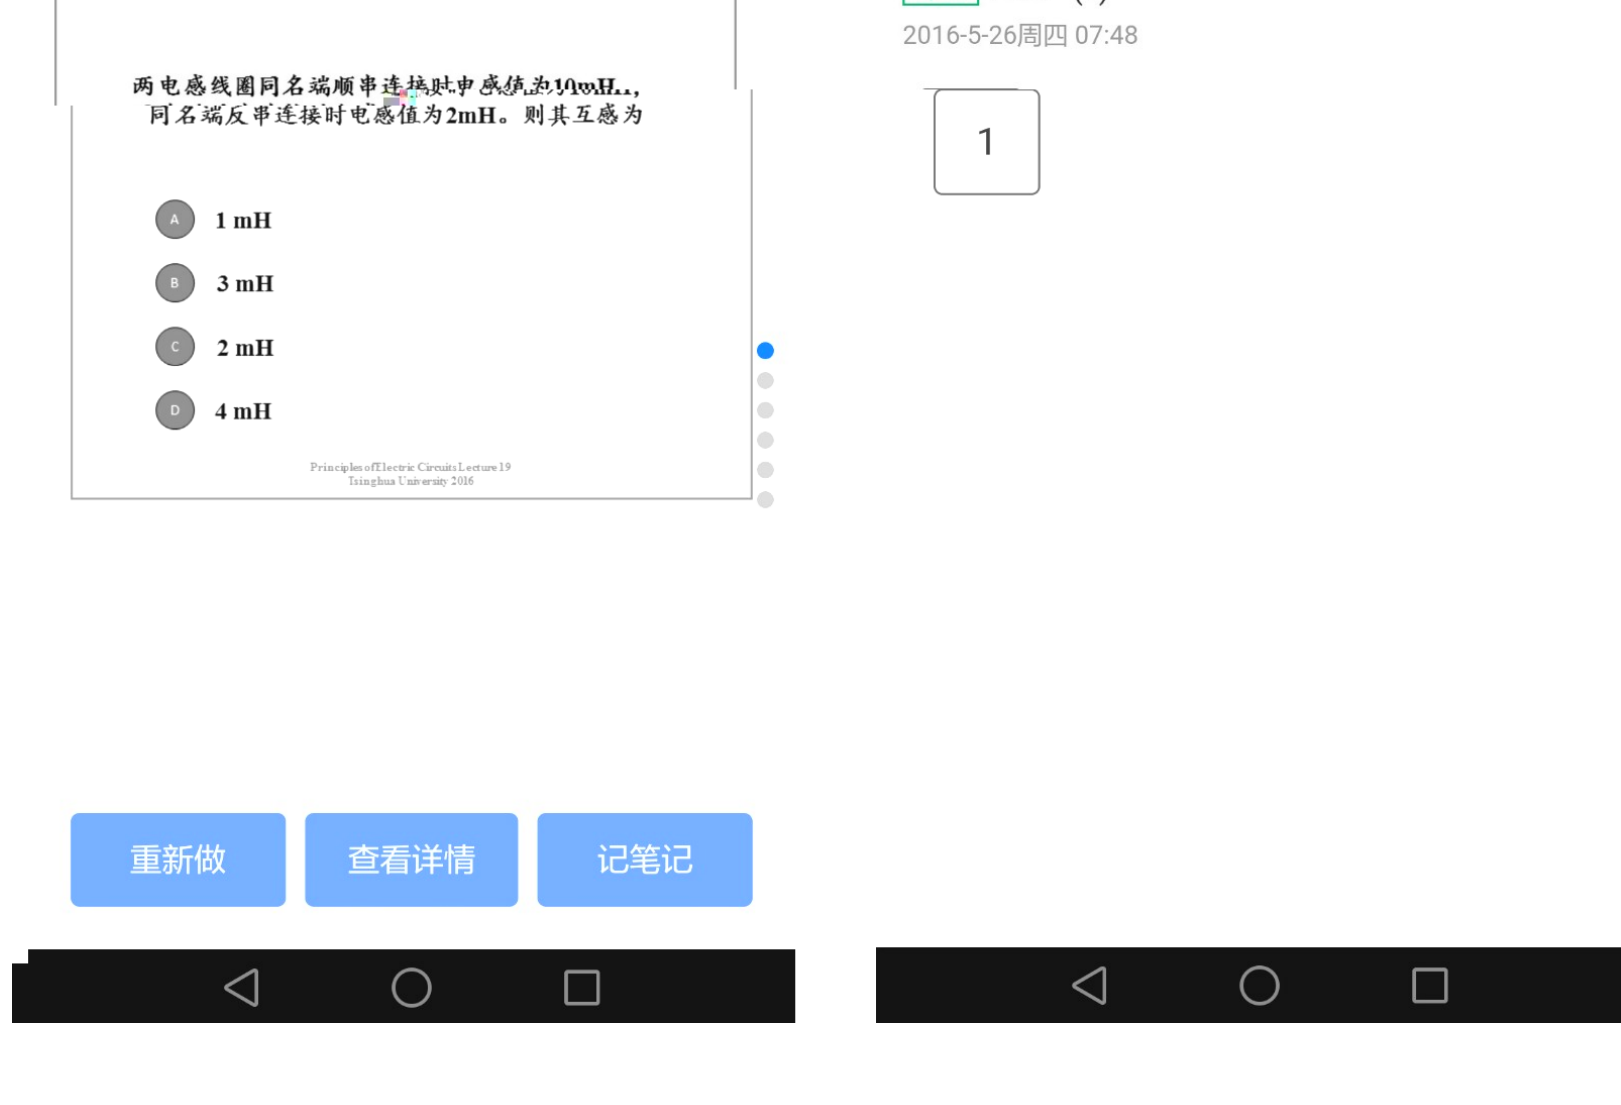 两电感线圈同名端顺串连接时电感值为10mH,
同名端反串连接时电感值为2mH。则其互感为
A 1 mH
B 3 mH
C 2 mH
D 4 mH
Principles of Electric Circuits Lecture 19
Tsinghua University 2016
重新做
查看详情
记笔记
2016-5-26周四 07:48
1